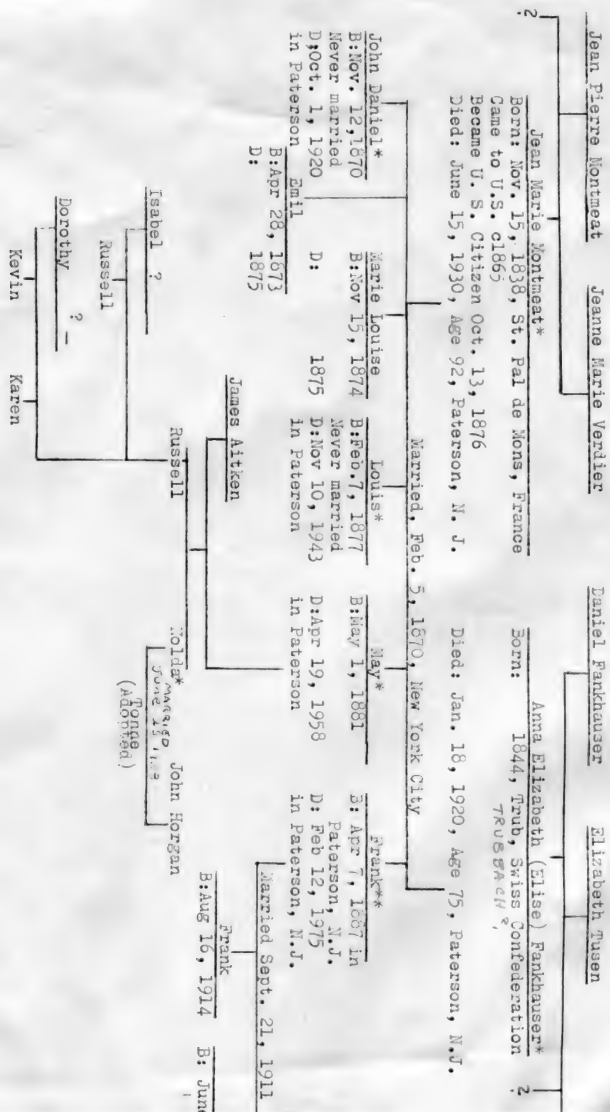 Jean Pierre Montmeat
Jeanne Marie Verdier
Daniel Fankhauser
Elizabeth Tusen
?
Jean Marie Montmeat*
Born: Nov. 15, 1838, St. Pal de Mons, France
Came to U.S. c1865
Became U. S. Citizen Oct. 13, 1876
Died: June 15, 1930, Age 92, Paterson, N. J.
Anna Elizabeth (Elise) Fankhauser*
Born: 1844, Trub, Swiss Confederation
TRUBBACH?
Died: Jan. 18, 1920, Age 75, Paterson, N.J.
?
Married, Feb. 5, 1870, New York City
John Daniel*
B:Nov. 12,1870
Never married
D;Oct. 1, 1920
in Paterson
Emil
B:Apr 28, 1873
D: 1875
Marie Louise
B:Nov 15, 1874
D: 1875
Louis*
B:Feb.7, 1877
Never married
D:Nov 10, 1943
in Paterson
May*
B:May 1, 1881
D:Apr 19, 1958
in Paterson
Frank**
B: Apr 7, 1887 in
Paterson, N.J.
D: Feb 12, 1975
in Paterson, N.J.
James Aitken
Married Sept. 21, 1911
Frank
B:Aug 16, 1914
B: June
Russell
Holda*
MARRIED
JUNE
John Horgan
Tonge
(Adopted)
Isabel ?
Russell
Dorothy ? -
Kevin
Karen